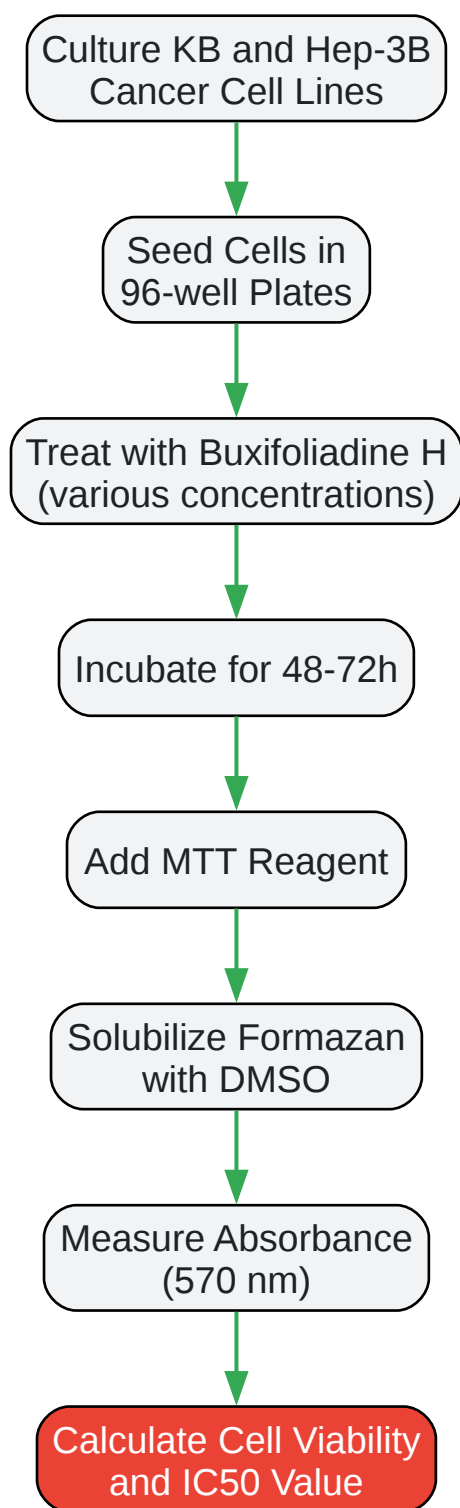 Culture KB and Hep-3B
Cancer Cell Lines
Seed Cells in
96-well Plates
Treat with Buxifoliadine H
(various concentrations)
Incubate for 48-72h
Add MTT Reagent
Solubilize Formazan
with DMSO
Measure Absorbance
(570 nm)
Calculate Cell Viability
and IC50 Value